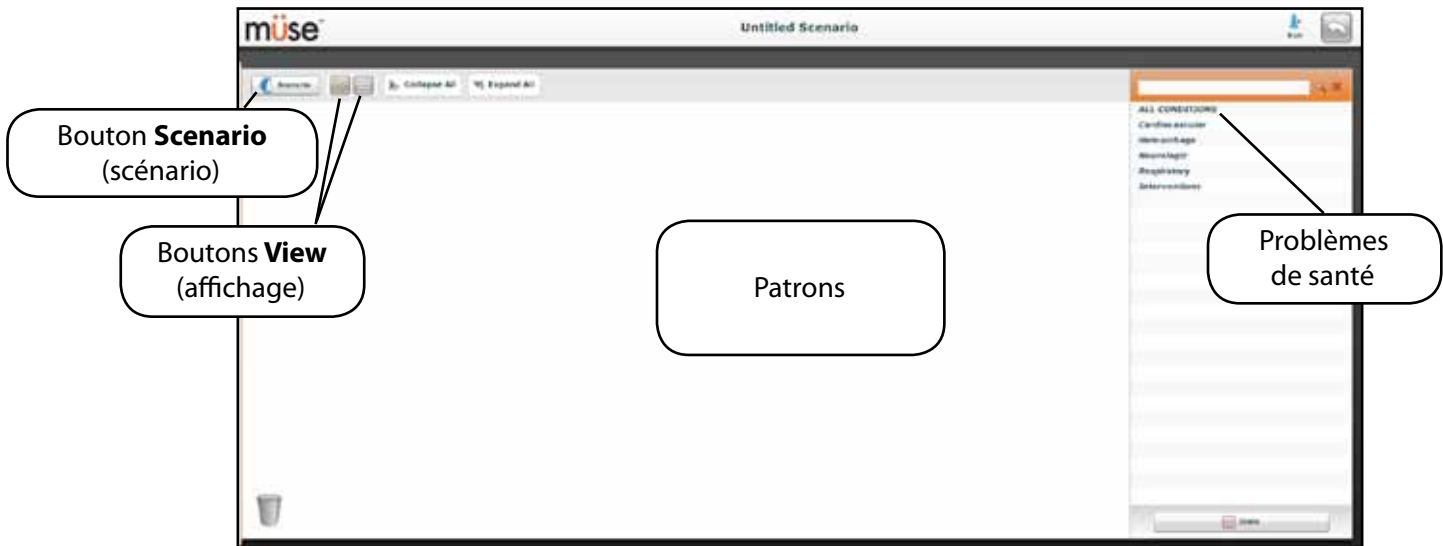 müse™
Untitled Scenario
Collapse All
Expand All
Bouton Scenario
(scénario)
Boutons View
(affichage)
Patrons
ALL CONDITIONS
Cardiovascular
Hemorrhage
Neurologic
Respiratory
Interventions
Problèmes
de santé